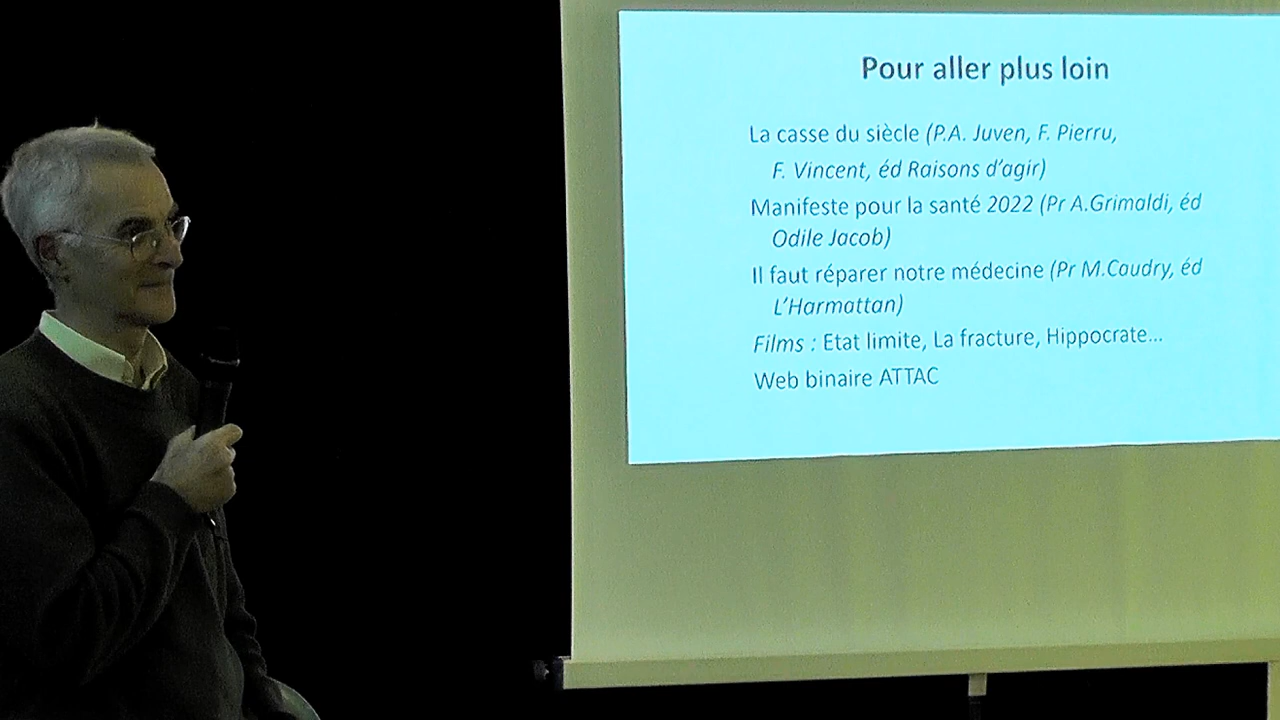 Pour aller plus loin
La casse du siècle (P.A. Juven, F. Pierru,
F. Vincent, éd Raisons d'agir)
Manifeste pour la santé 2022 (Pr A.Grimaldi, éd
Odile Jacob)
Il faut réparer notre médecine (Pr M.Coudry, éd
L'Harmattan)
Films : Etat limite, La fracture, Hippocrate...
Web binaire ATTAC